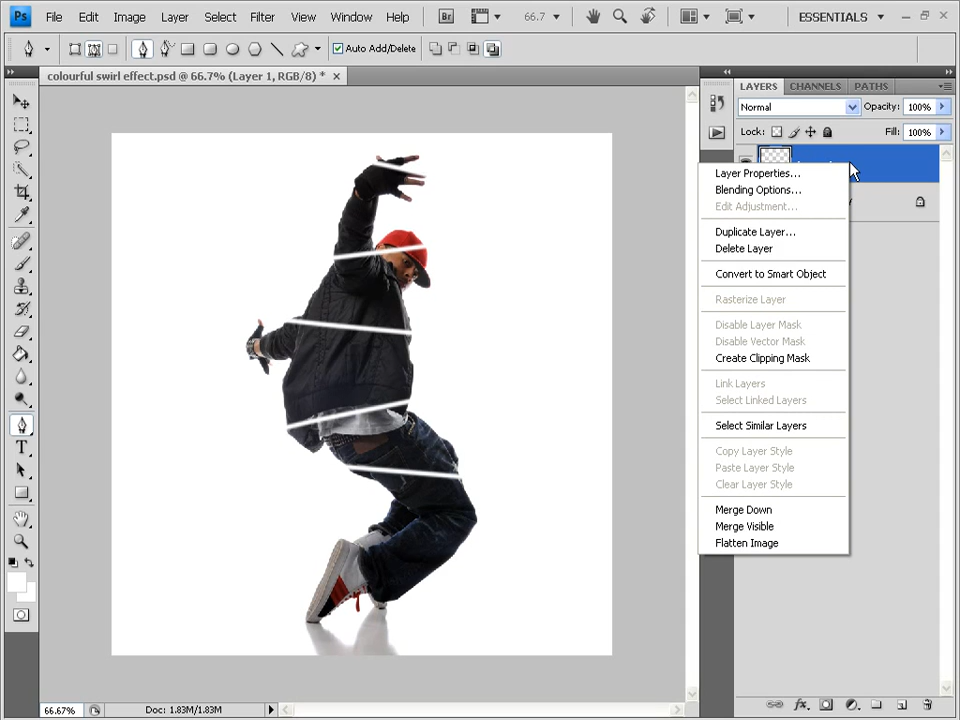 Ps File Edit Image Layer Select Filter View Window Help Br 66.7 ESSENTIALS
Auto Add/Delete
colourful swirl effect.psd @ 66.7% (Layer 1, RGB/8) *
LAYERS CHANNELS PATHS
Normal Opacity: 100%
Lock: Fill: 100%
Layer Properties...
Blending Options...
Edit Adjustment...
Duplicate Layer...
Delete Layer
Convert to Smart Object
Rasterize Layer
Disable Layer Mask
Disable Vector Mask
Create Clipping Mask
Link Layers
Select Linked Layers
Select Similar Layers
Copy Layer Style
Paste Layer Style
Clear Layer Style
Merge Down
Merge Visible
Flatten Image
66.67% Doc: 1.83M/1.83M